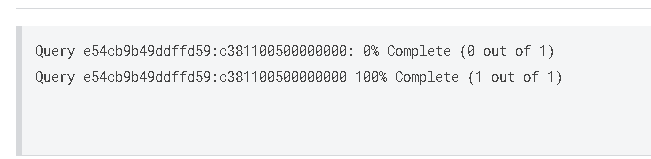 Query e54cb9b49ddffd59:c381100500000000: 0% Complete (0 out of 1)
Query e54cb9b49ddffd59:c381100500000000 100% Complete (1 out of 1)